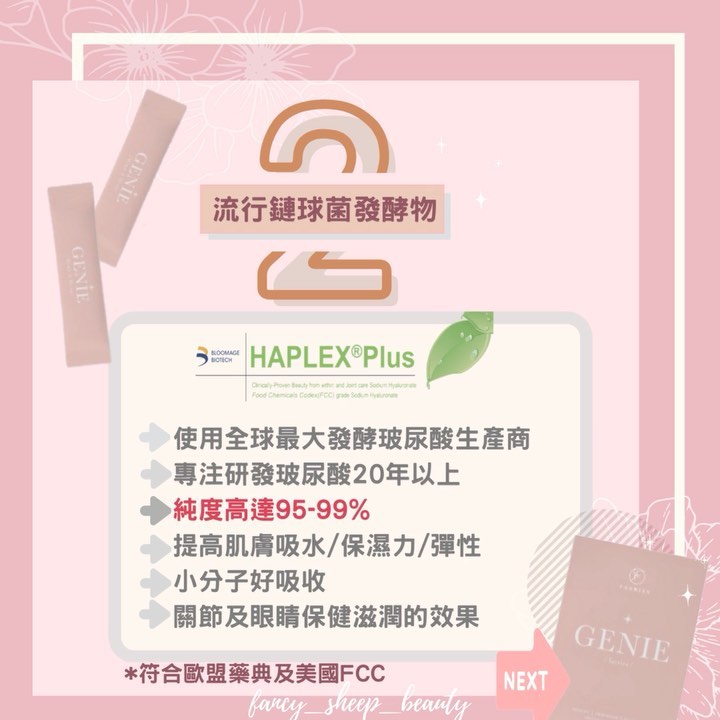 GENIE
GENIE
2
流行鏈球菌發酵物
BLOOMAGE
BIOTECH
HAPLEX®Plus
Clinically-Proven Beauty from within and Joint care Sodium Hyaluronate
Food Chemicals Codex(FCC) grade Sodium Hyaluronate
使用全球最大發酵玻尿酸生產商
專注研發玻尿酸20年以上
純度高達95-99%
提高肌膚吸水/保濕力/彈性
小分子好吸收
關節及眼睛保健滋潤的效果
*符合歐盟藥典及美國FCC
GENIE
NEXT
fancy_sheep_beauty